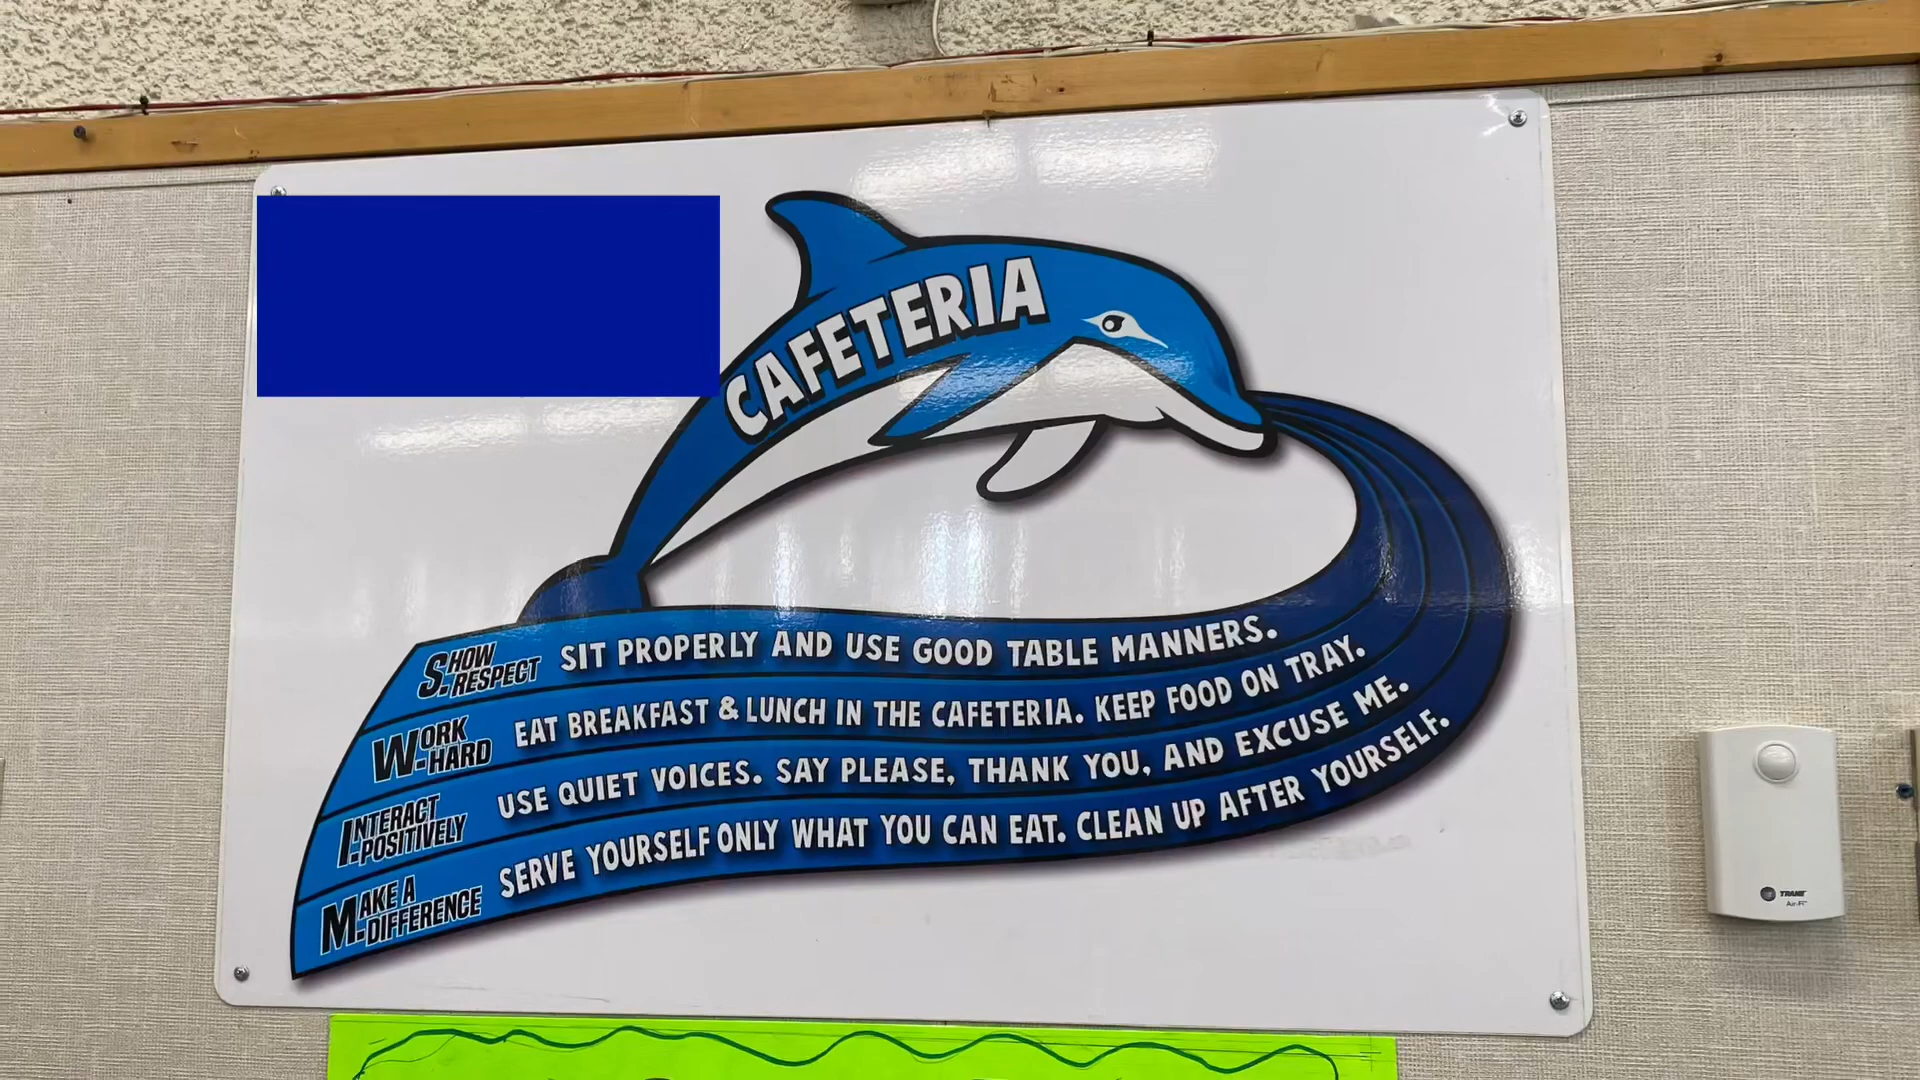 CAFETERIA
SHOW RESPECT SIT PROPERLY AND USE GOOD TABLE MANNERS.
WORK HARD EAT BREAKFAST & LUNCH IN THE CAFETERIA. KEEP FOOD ON TRAY.
INTERACT POSITIVELY USE QUIET VOICES. SAY PLEASE, THANK YOU, AND EXCUSE ME.
MAKE A DIFFERENCE SERVE YOURSELF ONLY WHAT YOU CAN EAT. CLEAN UP AFTER YOURSELF.
TRANE
Air-Fi™